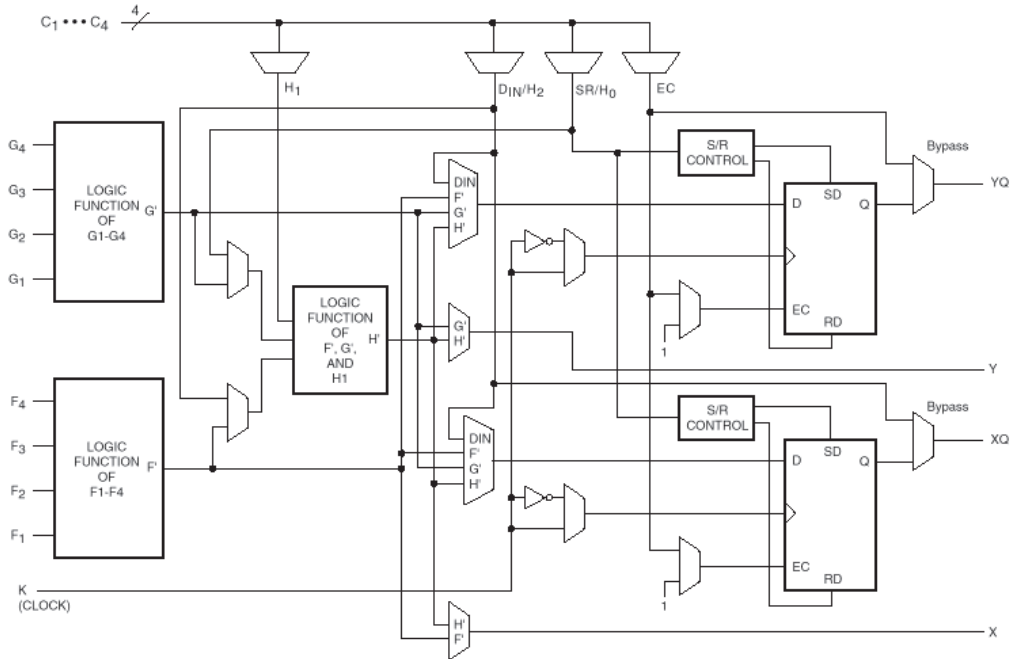 C1 ••• C4
4
H1
DIN/H2
SR/H0
EC
G4
G3
G2
G1
LOGIC
FUNCTION
OF
G1-G4
G'
DIN
F'
G'
H'
S/R
CONTROL
Bypass
D
SD
Q
EC
RD
1
YQ
LOGIC
FUNCTION
OF
F', G',
AND
H1
H'
G'
H'
Y
F4
F3
F2
F1
LOGIC
FUNCTION
OF
F1-F4
F'
DIN
F'
G'
H'
S/R
CONTROL
Bypass
D
SD
Q
EC
RD
1
XQ
K
(CLOCK)
H'
F'
X